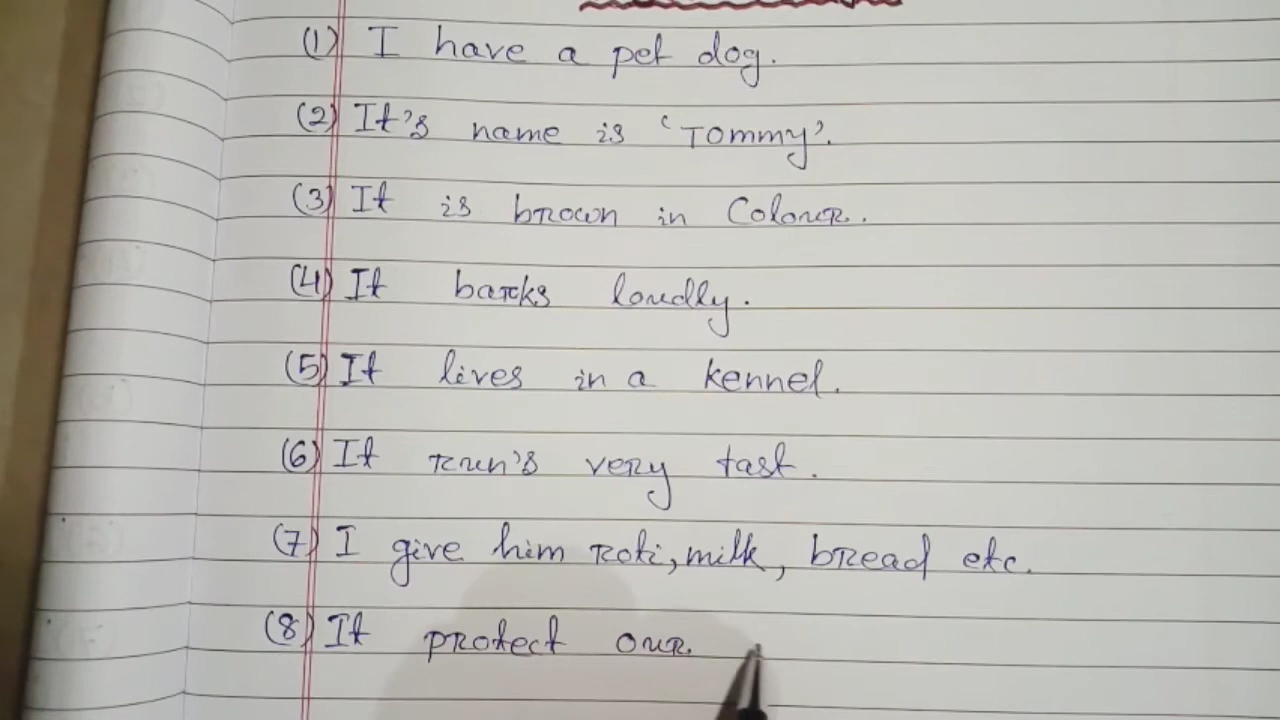 (1) I have a pet dog.
(2) It's name is 'Tommy'.
(3) It is brown in Colour.
(4) It barks loudly.
(5) It lives in a kennel.
(6) It run's very fast.
(7) I give him roti, milk, bread etc.
(8) It protect our